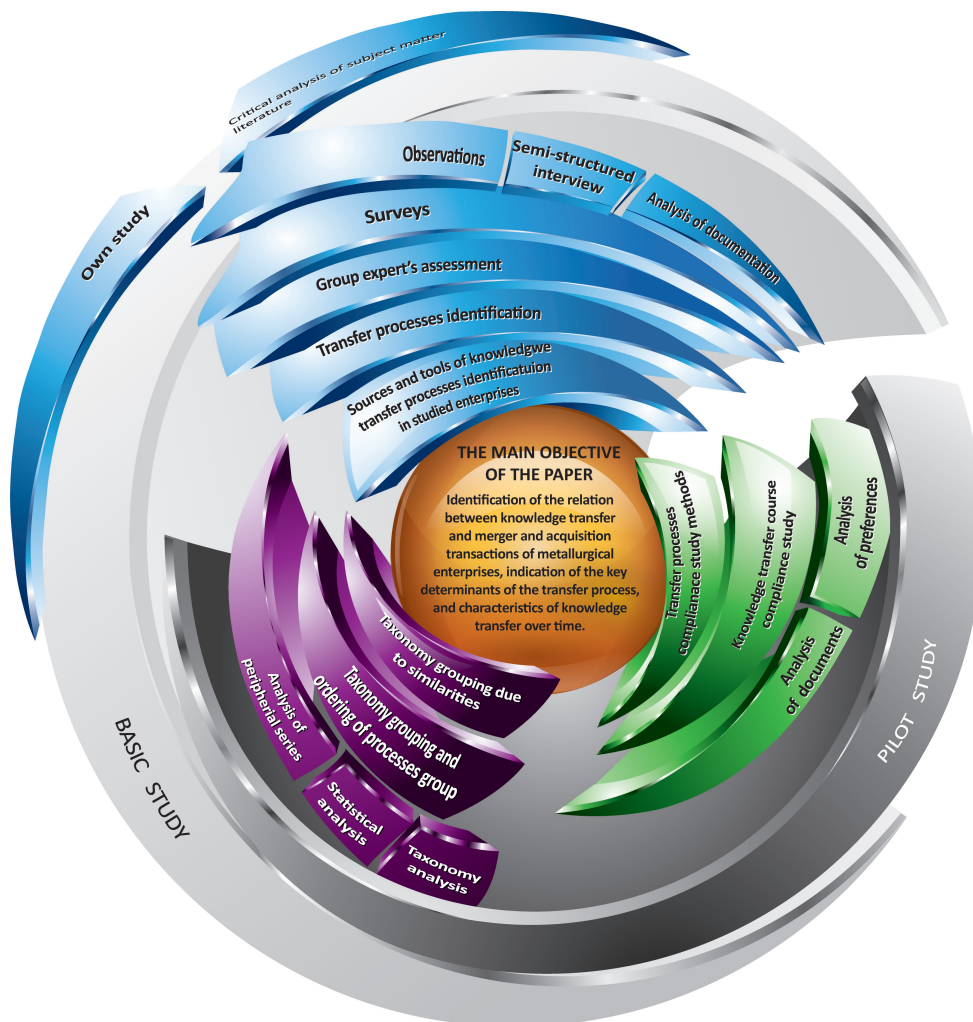 Critical analysis of subject matter
literature
Own study
Observations
Semi-structured
interview
Analysis of documentation
Surveys
Group expert's assessment
Transfer processes identification
Sources and tools of knowledgwe
transfer processes identificatuion
in studied enterprises
THE MAIN OBJECTIVE
OF THE PAPER
Identification of the relation
between knowledge transfer
and merger and acquisition
transactions of metallurgical
enterprises, indication of the key
determinants of the transfer process,
and characteristics of knowledge
transfer over time.
Transfer processes
complianace study methods
Knowledge transfer course
compliance study
Analysis
of preferences
Analysis
of documents
PILOT STUDY
Taxonomy grouping due
to similarities
Taxonomy grouping and
ordering of processes group
Analysis of
peripherial series
Statistical
analysis
Taxonomy
analysis
BASIC STUDY